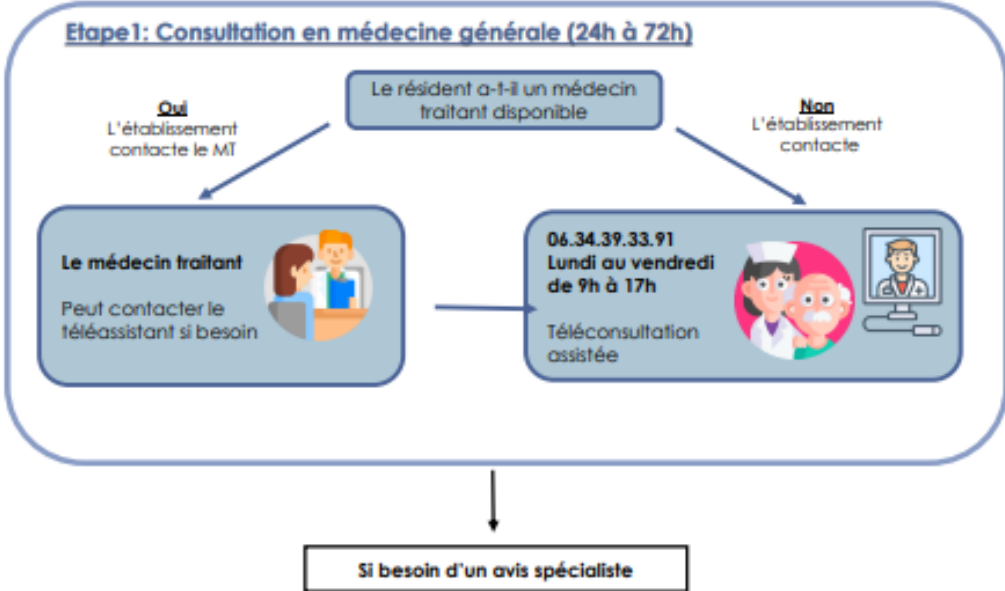 Etape1: Consultation en médecine générale (24h à 72h)
Le résident a-t-il un médecin
traitant disponible
Oui
L'établissement
contacte le MT
Non
L'établissement
contacte
Le médecin traitant
Peut contacter le
téléassistant si besoin
06.34.39.33.91
Lundi au vendredi
de 9h à 17h
Téléconsultation
assistée
Si besoin d'un avis spécialiste